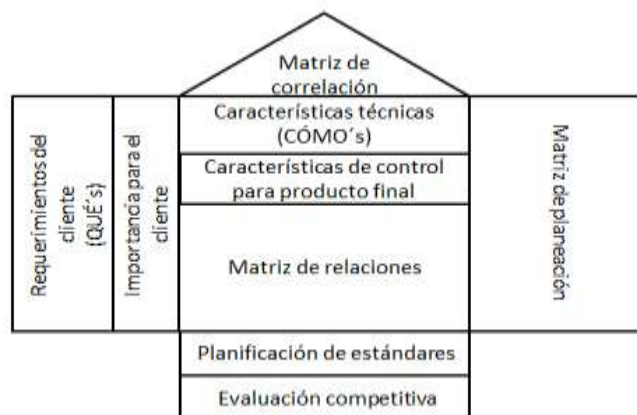 Matriz de
correlación
Características técnicas
(CÓMO´s)
Características de control
para producto final
Requerimientos del
cliente
(QUÉ´s)
Importancia para el
cliente
Matriz de relaciones
Matriz de planeación
Planificación de estándares
Evaluación competitiva